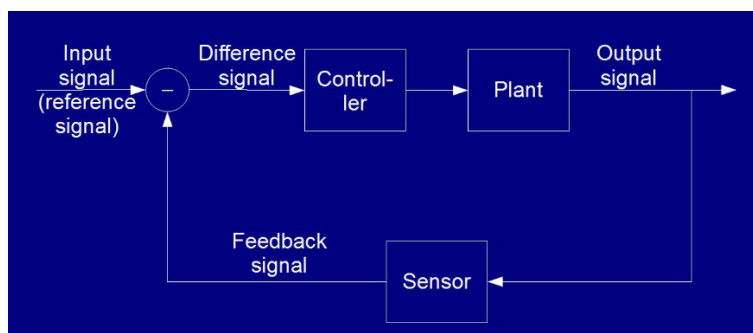 Input
signal
(reference
signal)
–
Difference
signal
Control-
ler
Plant
Output
signal
Feedback
signal
Sensor